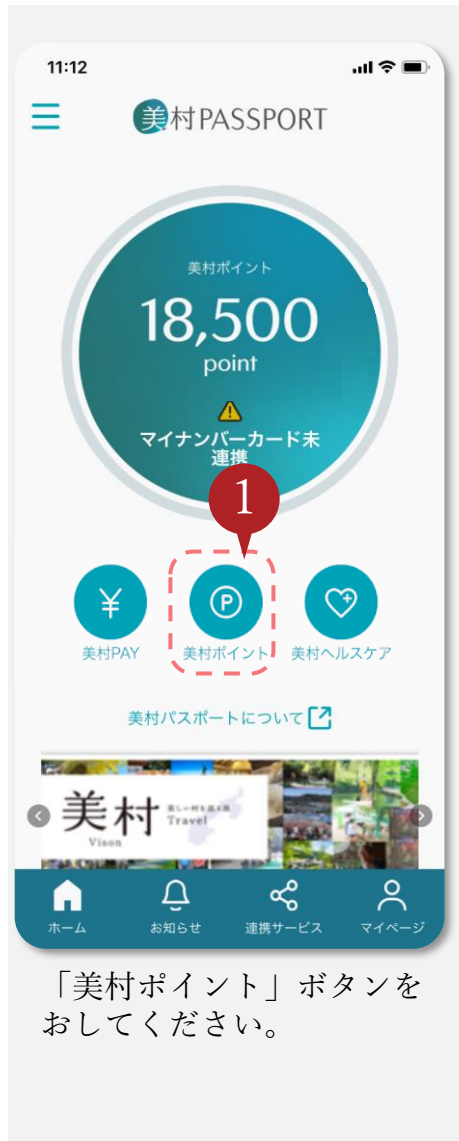 11:12
美村PASSPORT
美村ポイント
18,500
point
マイナンバーカード未
連携
1
¥
P
美村PAY
美村ポイント
美村ヘルスケア
美村パスポートについて
美村
Vison
Travel
ホーム
お知らせ
連携サービス
マイページ
「美村ポイント」ボタンを
おしてください。